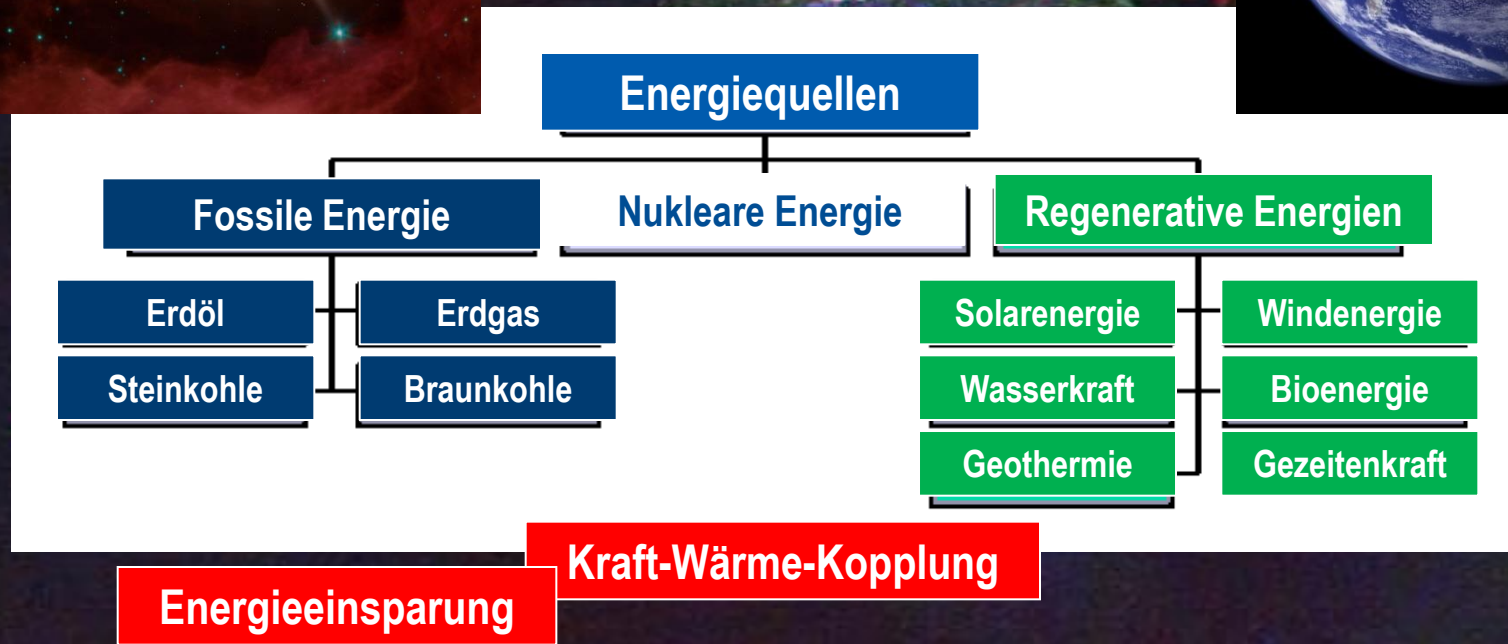 Energiequellen
Fossile Energie
Nukleare Energie
Regenerative Energien
Erdöl
Erdgas
Steinkohle
Braunkohle
Solarenergie
Windenergie
Wasserkraft
Bioenergie
Geothermie
Gezeitenkraft
Kraft-Wärme-Kopplung
Energieeinsparung